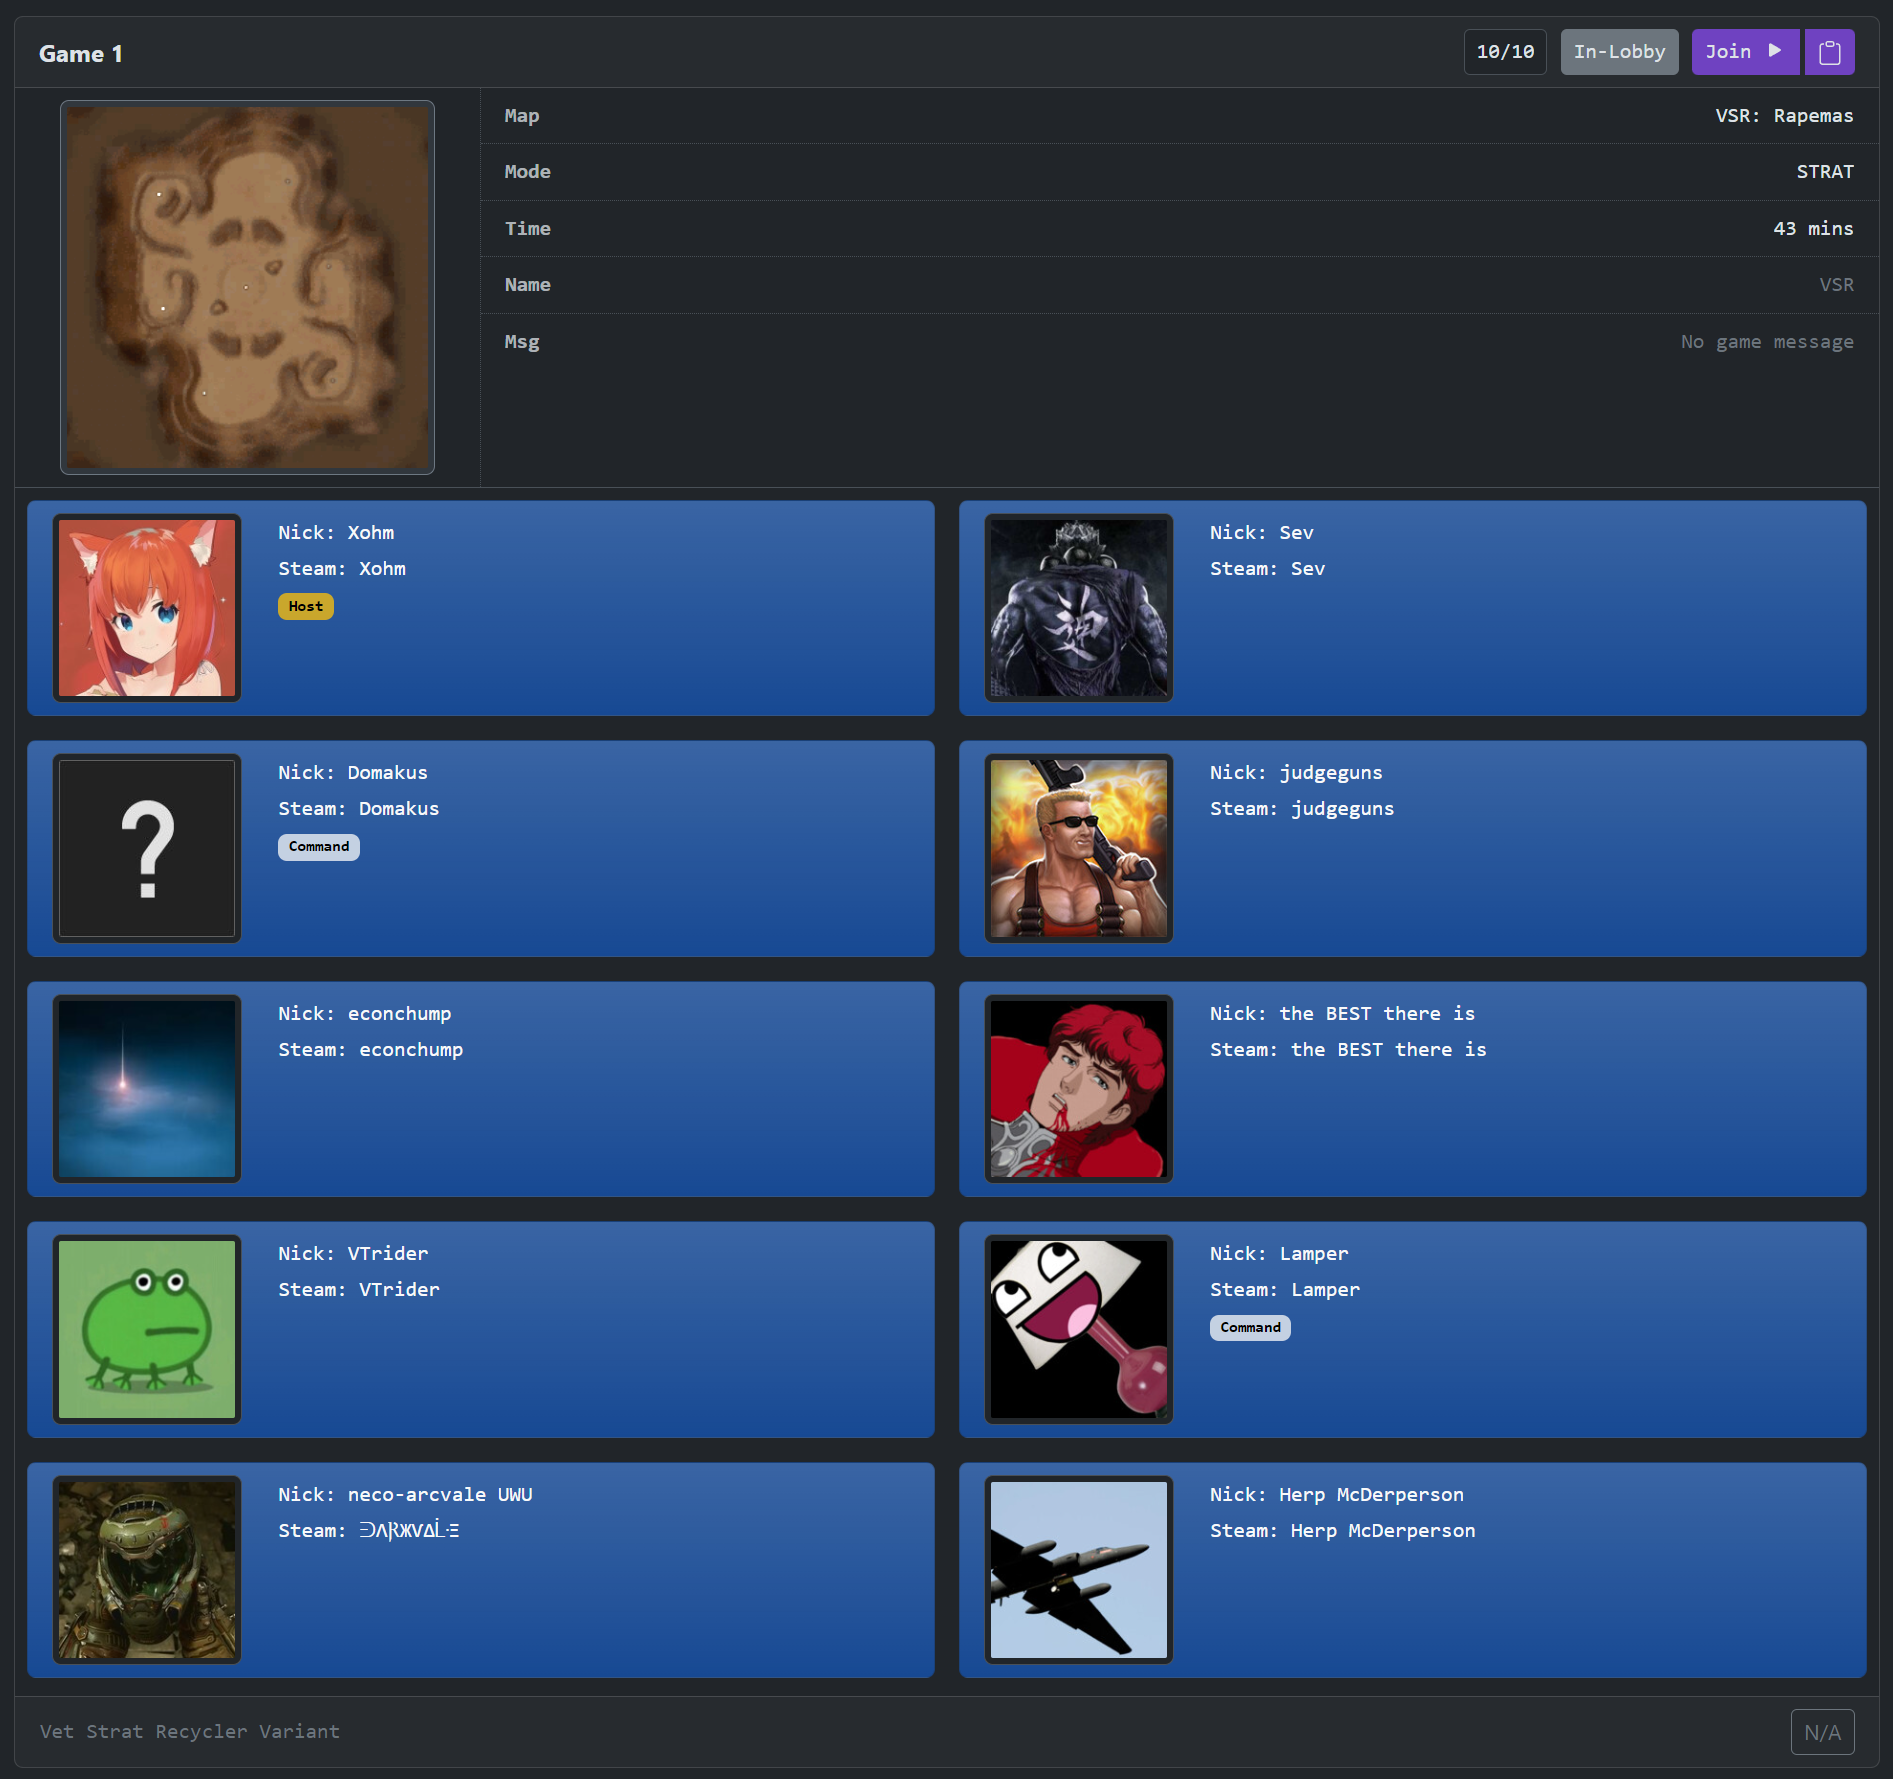 Game 1
10/10
In-Lobby
Join
Map
VSR: Rapemas
Mode
STRAT
Time
43 mins
Name
VSR
Msg
No game message
Nick: Xohm
Steam: Xohm
Host
Nick: Sev
Steam: Sev
Nick: Domakus
Steam: Domakus
Command
Nick: judgeguns
Steam: judgeguns
Nick: econchump
Steam: econchump
Nick: the BEST there is
Steam: the BEST there is
Nick: VTrider
Steam: VTrider
Nick: Lamper
Steam: Lamper
Command
Nick: neco-arcvale UWU
Steam:
Nick: Herp McDerperson
Steam: Herp McDerperson
Vet Strat Recycler Variant
N/A